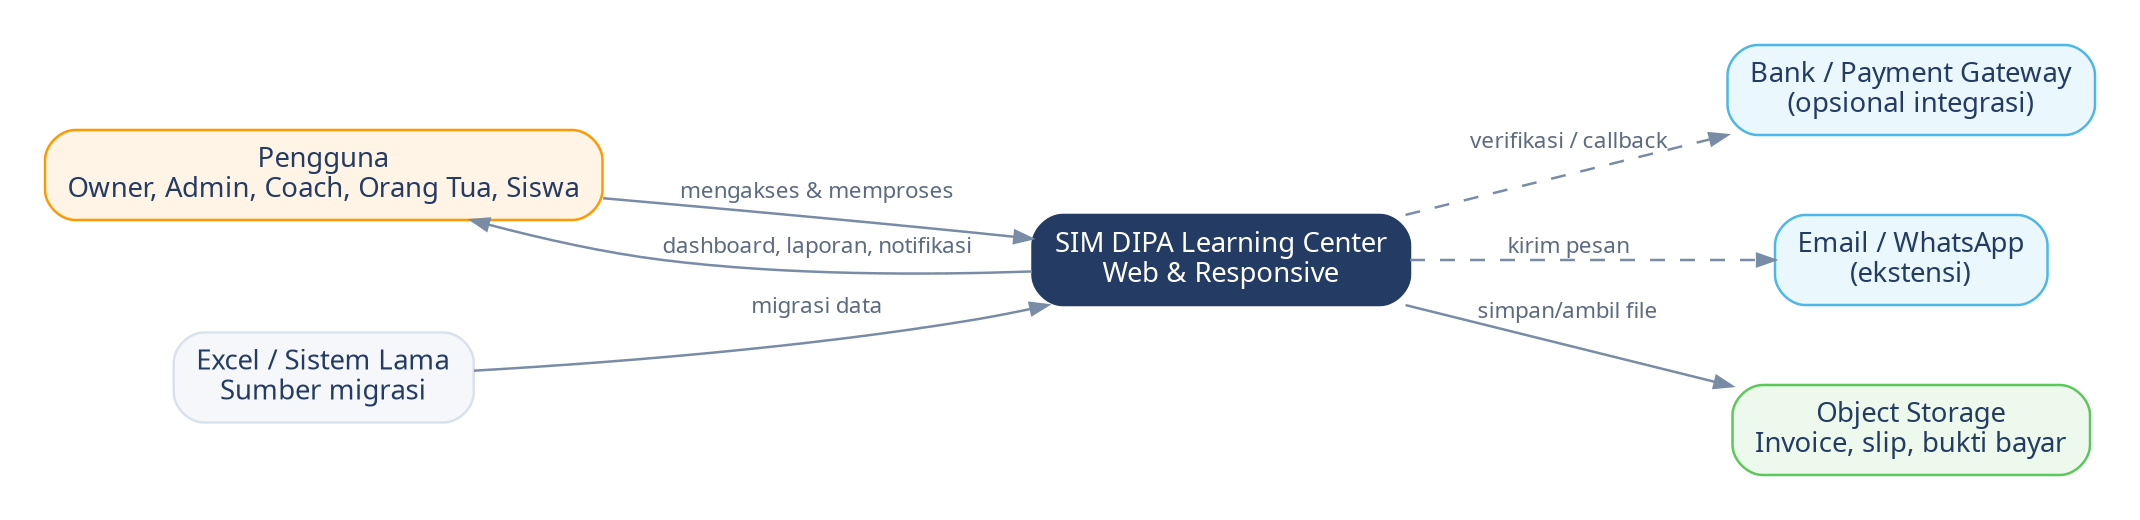 Pengguna
Owner, Admin, Coach, Orang Tua, Siswa
Excel / Sistem Lama
Sumber migrasi
mengakses & memproses
dashboard, laporan, notifikasi
migrasi data
SIM DIPA Learning Center
Web & Responsive
verifikasi / callback
kirim pesan
simpan/ambil file
Bank / Payment Gateway
(opsional integrasi)
Email / WhatsApp
(ekstensi)
Object Storage
Invoice, slip, bukti bayar